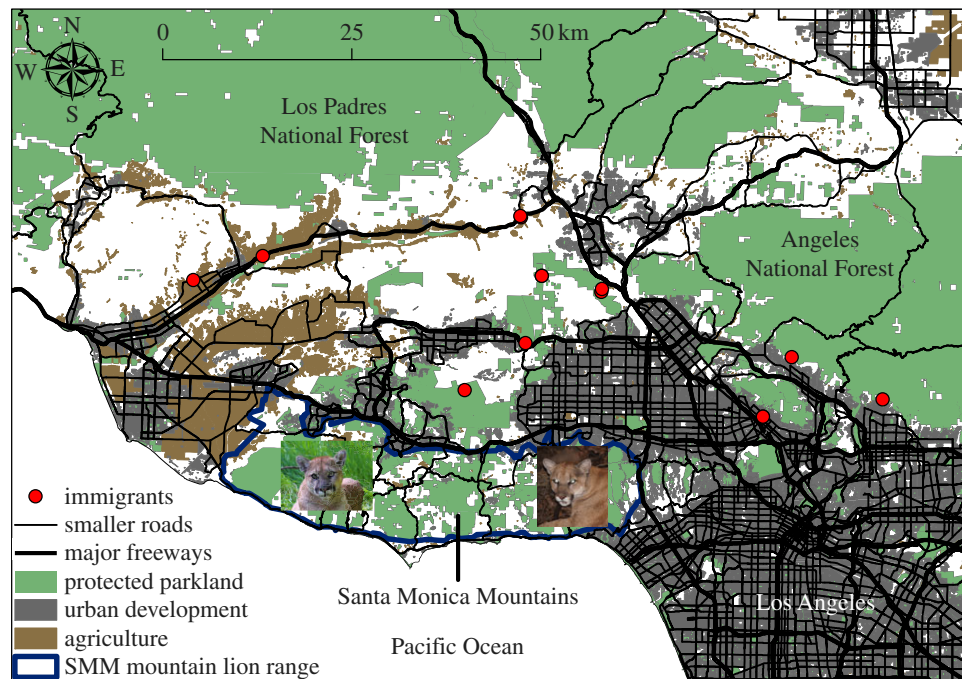 N
W
E
S
0
25
50 km
Los Padres
National Forest
Angeles
National Forest
immigrants
smaller roads
major freeways
protected parkland
urban development
agriculture
SMM mountain lion range
Santa Monica Mountains
Pacific Ocean
Los Angeles